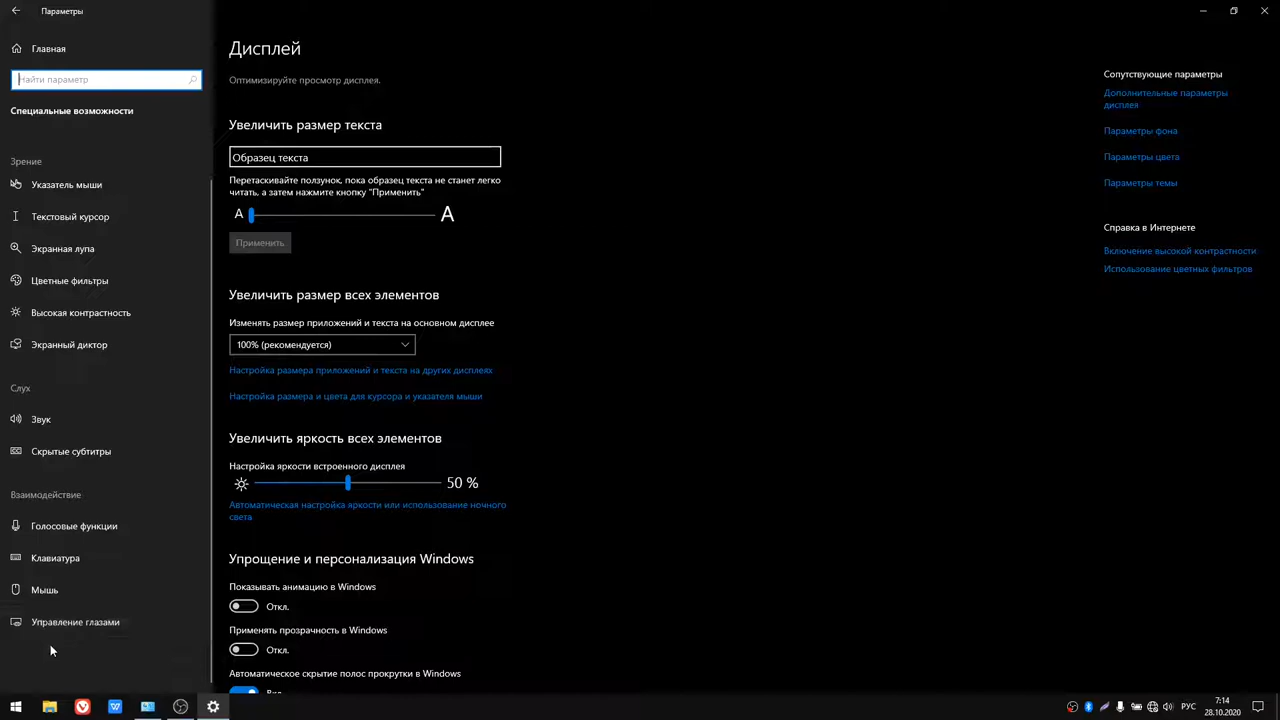 Параметры
Главная
Найти параметр
Специальные возможности
Зрение
Указатель мыши
Текстовый курсор
Экранная лупа
Цветные фильтры
Высокая контрастность
Экранный диктор
Слух
Звук
Скрытые субтитры
Взаимодействие
Голосовые функции
Клавиатура
Мышь
Управление глазами
Дисплей
Оптимизируйте просмотр дисплея.
Увеличить размер текста
Образец текста
Перетаскивайте ползунок, пока образец текста не станет легко
читать, а затем нажмите кнопку "Применить"
A A
Применить
Увеличить размер всех элементов
Изменять размер приложений и текста на основном дисплее
100% (рекомендуется)
Настройка размера приложений и текста на других дисплеях
Настройка размера и цвета для курсора и указателя мыши
Увеличить яркость всех элементов
Настройка яркости встроенного дисплея
50 %
Автоматическая настройка яркости или использование ночного
света
Упрощение и персонализация Windows
Показывать анимацию в Windows
Откл.
Применять прозрачность в Windows
Откл.
Автоматическое скрытие полос прокрутки в Windows
Вкл.
Сопутствующие параметры
Дополнительные параметры
дисплея
Параметры фона
Параметры цвета
Параметры темы
Справка в Интернете
Включение высокой контрастности
Использование цветных фильтров
РУС
7:14
28.10.2020